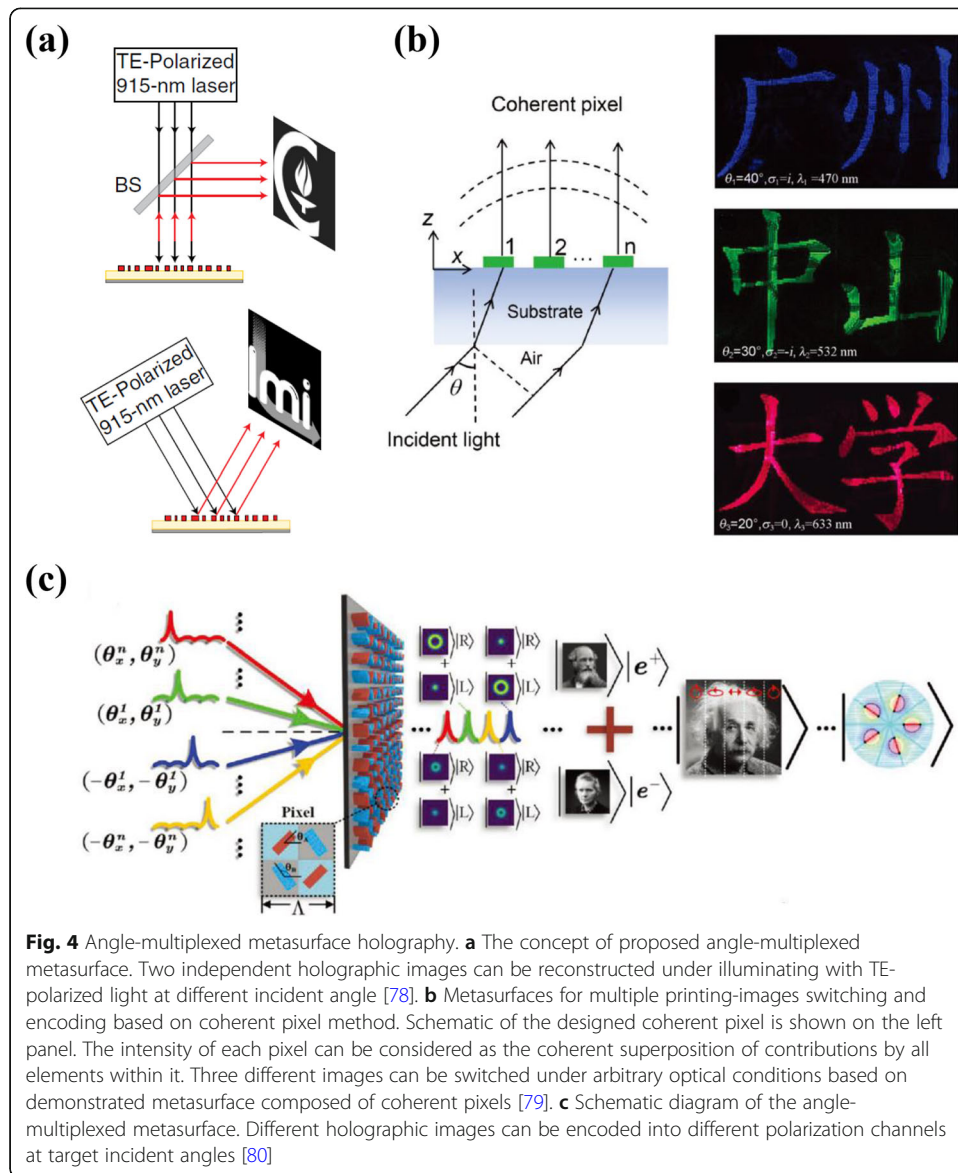 (a)
TE-Polarized
915-nm laser
BS
TE-Polarized
915-nm laser
lmi
(b)
Coherent pixel
z
x
1
2
...
n
Substrate
Air
θ
Incident light
广州
θ₁=40°,σ₁=i, λ₁ =470 nm
中山
θ₂=30°,σ₂=-i, λ₂=532 nm
大学
θ₃=20°,σ₃=0, λ₃=633 nm
(c)
(θₓⁿ, θᵧⁿ)
(θₓ¹, θᵧ¹)
(-θₓ¹, -θᵧ¹)
(-θₓⁿ, -θᵧⁿ)
Pixel
θ_A
θ_B
Λ
|R⟩ |R⟩
+ +
|L⟩ |L⟩
... ...
|R⟩ |R⟩
+ +
|L⟩ |L⟩
|e⁺⟩
+
|e⁻⟩
...
Fig. 4 Angle-multiplexed metasurface holography. a The concept of proposed angle-multiplexed
metasurface. Two independent holographic images can be reconstructed under illuminating with TE-
polarized light at different incident angle [78]. b Metasurfaces for multiple printing-images switching and
encoding based on coherent pixel method. Schematic of the designed coherent pixel is shown on the left
panel. The intensity of each pixel can be considered as the coherent superposition of contributions by all
elements within it. Three different images can be switched under arbitrary optical conditions based on
demonstrated metasurface composed of coherent pixels [79]. c Schematic diagram of the angle-
multiplexed metasurface. Different holographic images can be encoded into different polarization channels
at target incident angles [80]